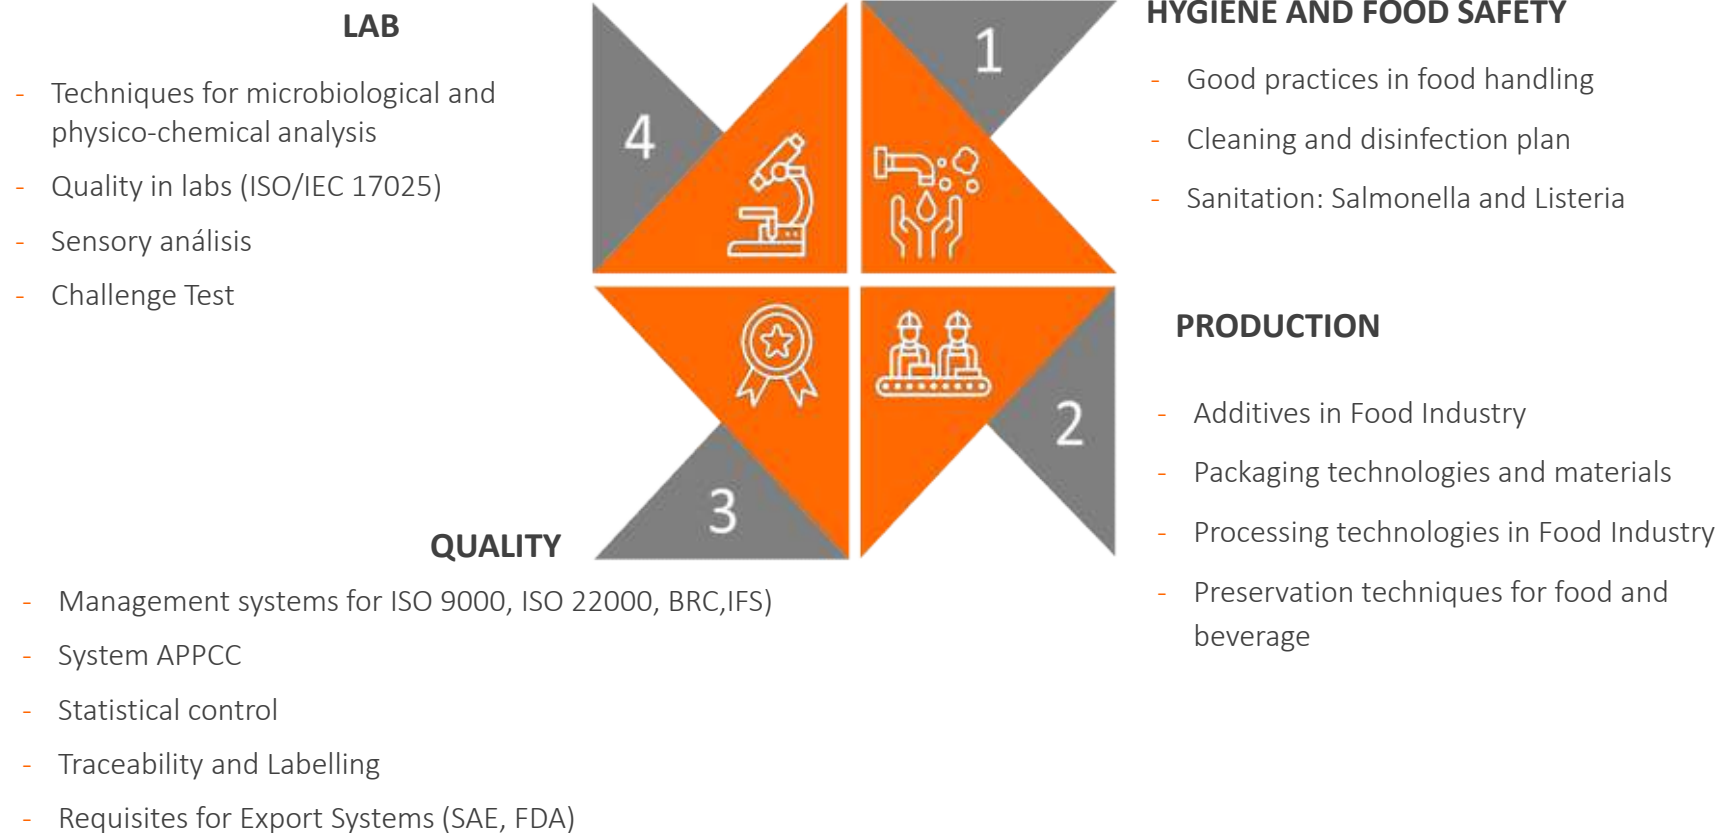 LAB
- Techniques for microbiological and
physico-chemical analysis
- Quality in labs (ISO/IEC 17025)
- Sensory análisis
- Challenge Test
4
1
HYGIENE AND FOOD SAFETY
- Good practices in food handling
- Cleaning and disinfection plan
- Sanitation: Salmonella and Listeria
PRODUCTION
- Additives in Food Industry
- Packaging technologies and materials
- Processing technologies in Food Industry
- Preservation techniques for food and
beverage
2
3
QUALITY
- Management systems for ISO 9000, ISO 22000, BRC,IFS)
- System APPCC
- Statistical control
- Traceability and Labelling
- Requisites for Export Systems (SAE, FDA)